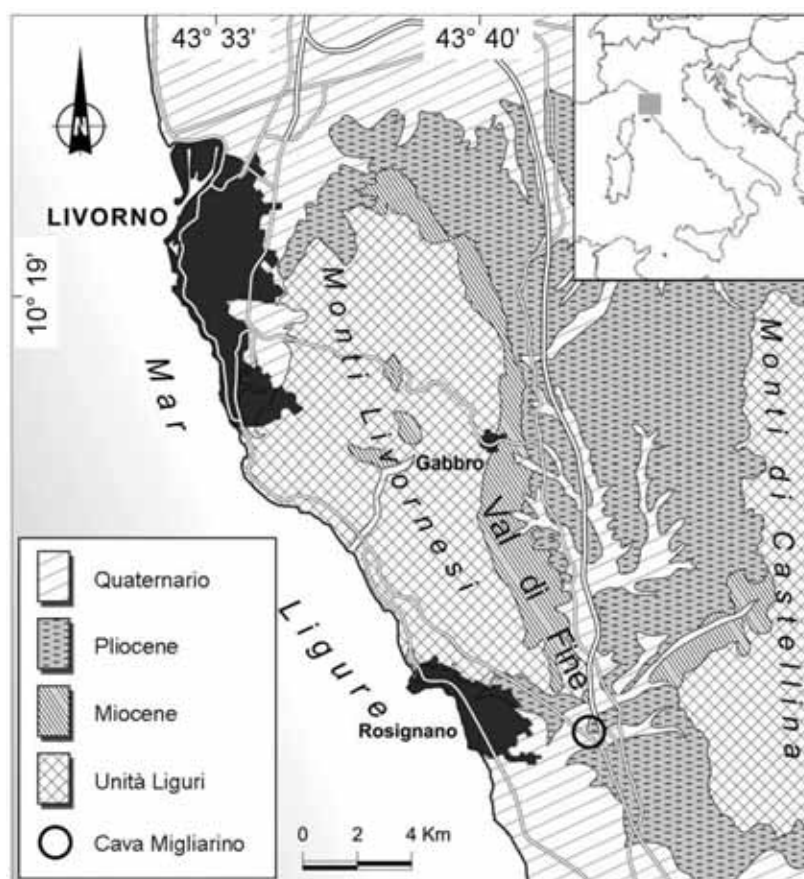 43° 33'
43° 40'
N
LIVORNO
10° 19'
Mar
Ligure
Monti Livornesi
Gabbro
Val di Fine
Monti di Castellina
Rosignano
Quaternario
Pliocene
Miocene
Unità Liguri
Cava Migliarino
0 2 4 Km